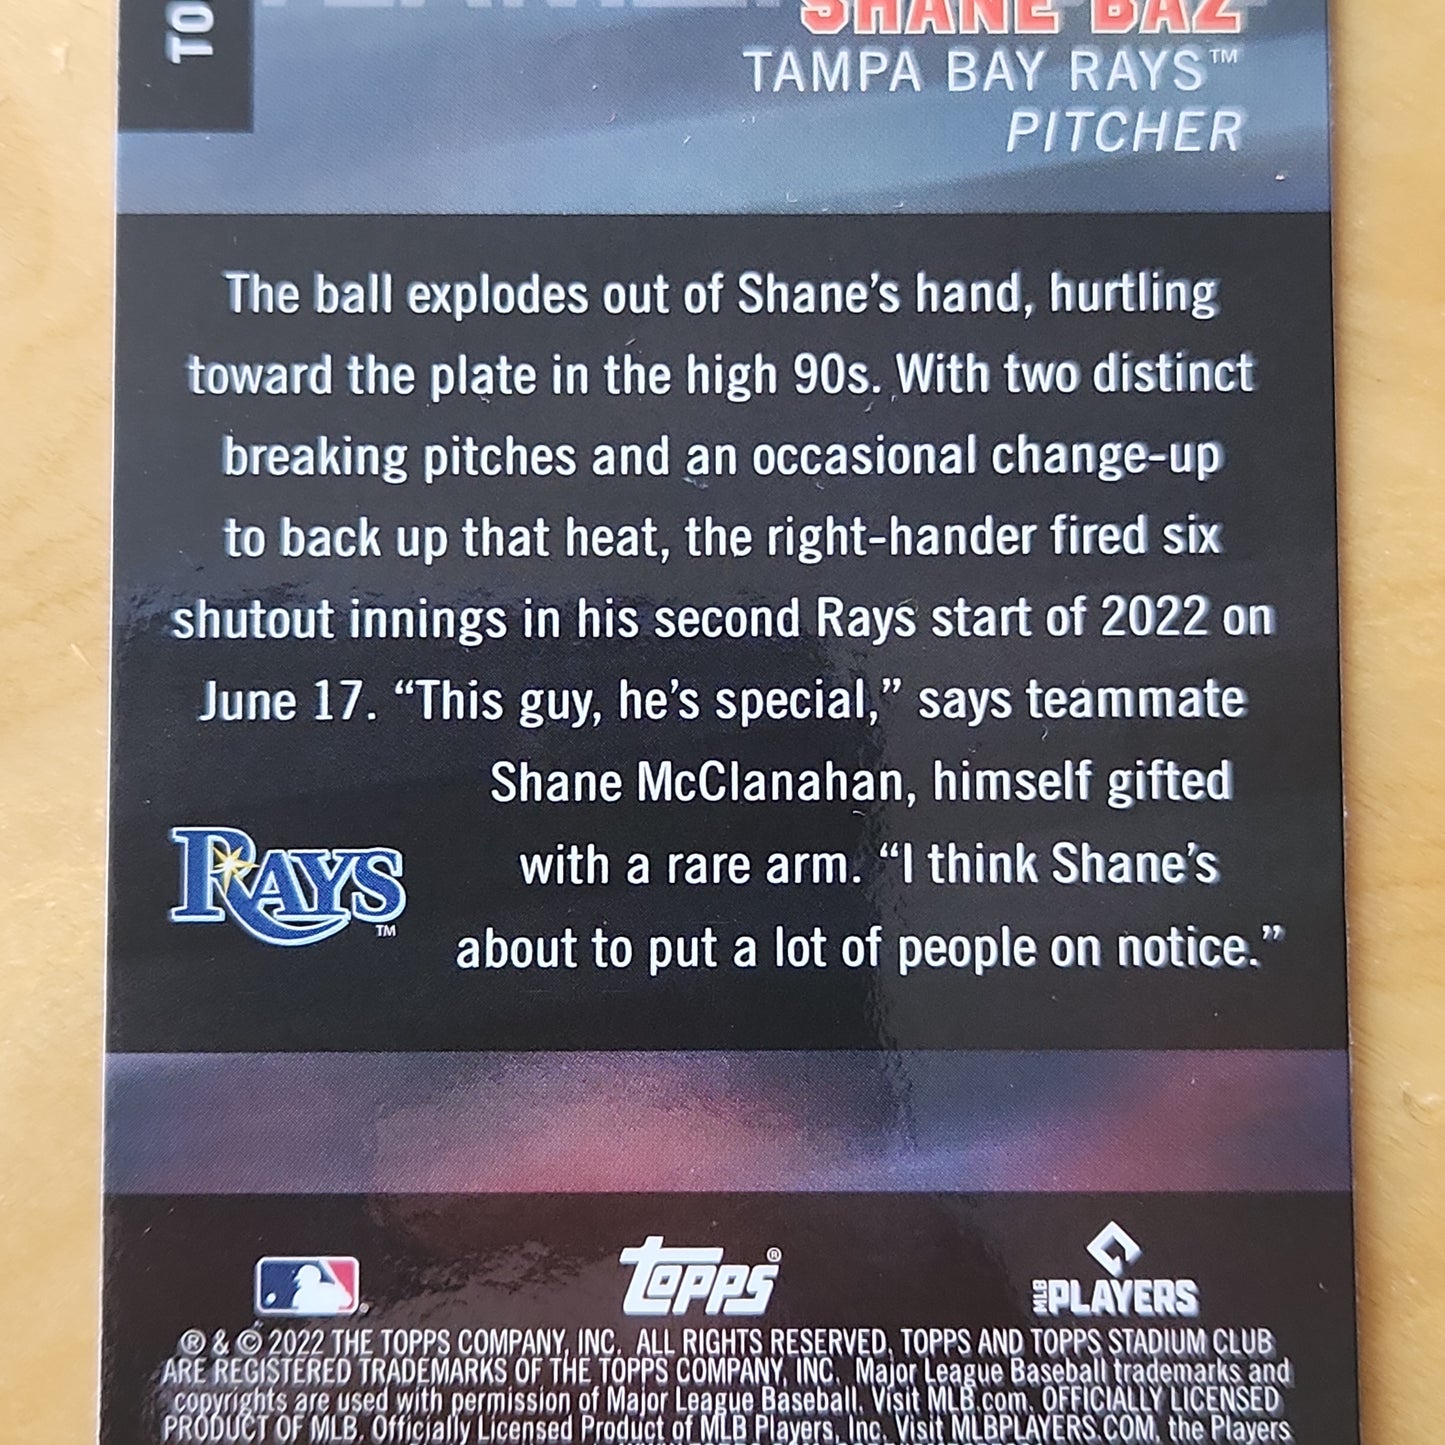 SHANE BAZ
TAMPA BAY RAYS™
PITCHER
The ball explodes out of Shane's hand, hurtling
toward the plate in the high 90s. With two distinct
breaking pitches and an occasional change-up
to back up that heat, the right-hander fired six
shutout innings in his second Rays start of 2022 on
June 17. “This guy, he's special,” says teammate
Shane McClanahan, himself gifted
with a rare arm. “I think Shane's
about to put a lot of people on notice.”
RAYS™
TOPPS®
MLB PLAYERS
® & © 2022 THE TOPPS COMPANY, INC. ALL RIGHTS RESERVED. TOPPS AND TOPPS STADIUM CLUB
ARE REGISTERED TRADEMARKS OF THE TOPPS COMPANY, INC. Major League Baseball trademarks and
copyrights are used with permission of Major League Baseball. Visit MLB.com. OFFICIALLY LICENSED
PRODUCT OF MLB. Officially Licensed Product of MLB Players, Inc. Visit MLBPLAYERS.COM, the Players